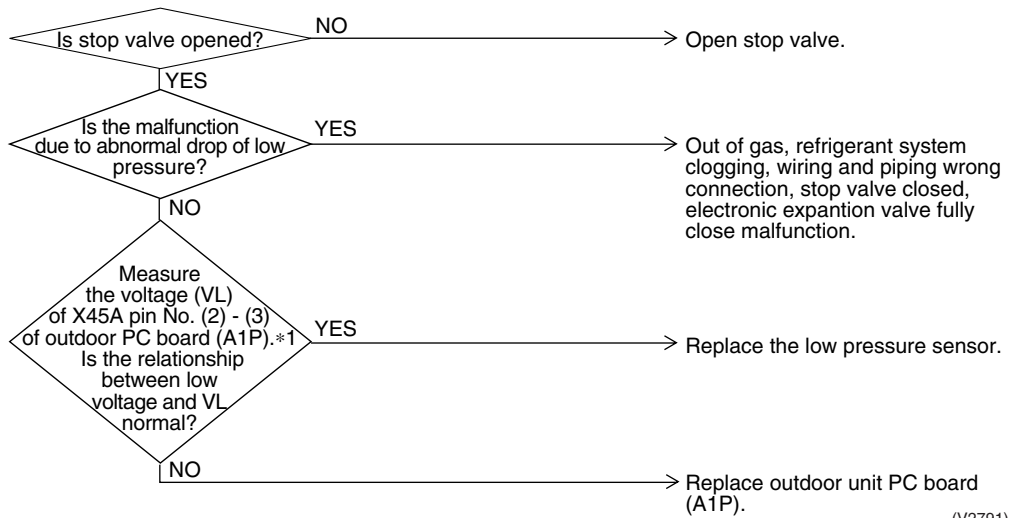 Is stop valve opened?
NO
Open stop valve.
YES
Is the malfunction
due to abnormal drop of low
pressure?
YES
Out of gas, refrigerant system
clogging, wiring and piping wrong
connection, stop valve closed,
electronic expantion valve fully
close malfunction.
NO
Measure
the voltage (VL)
of X45A pin No. (2) - (3)
of outdoor PC board (A1P).*1
Is the relationship
between low
voltage and VL
normal?
YES
Replace the low pressure sensor.
NO
Replace outdoor unit PC board
(A1P).
(V2791)